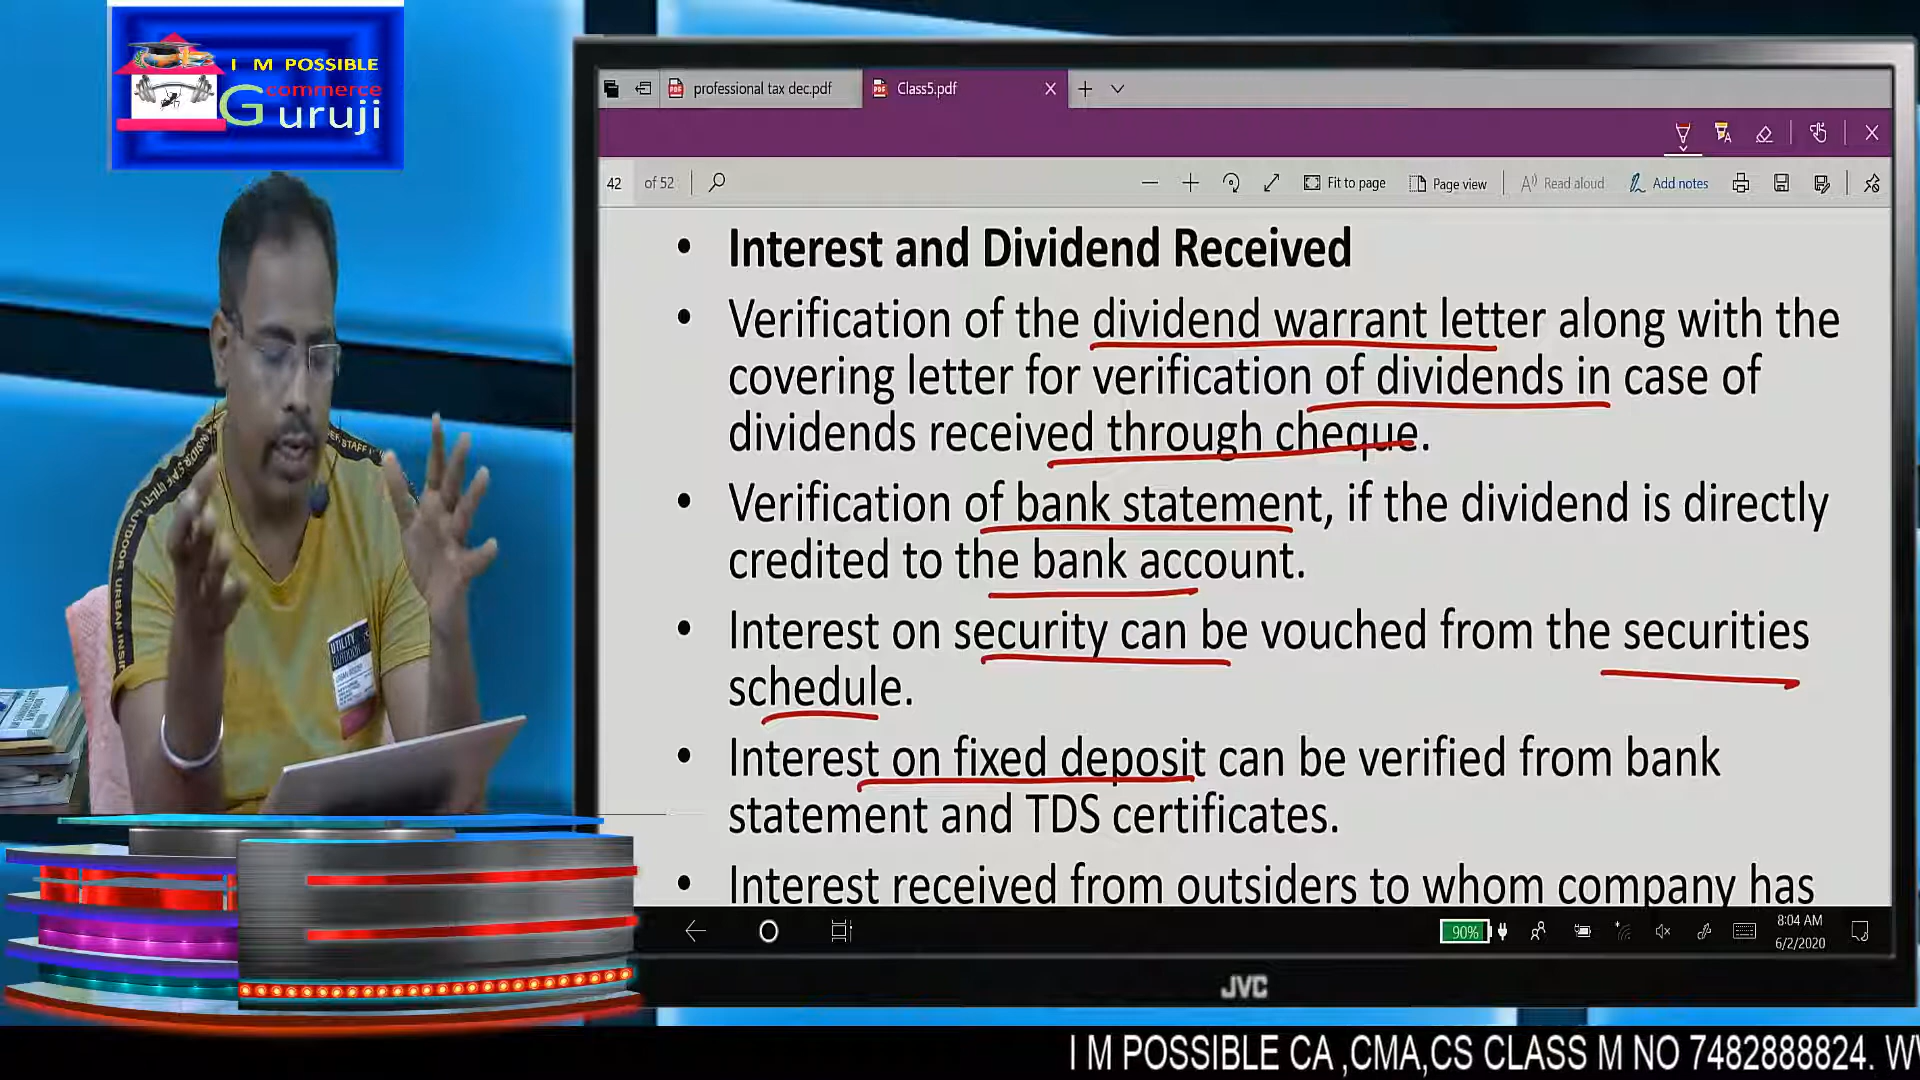 I M POSSIBLE
commerce
Guruji
professional tax dec.pdf
Class5.pdf
42 of 52
Fit to page
Page view
Read aloud
Add notes
• Interest and Dividend Received
• Verification of the dividend warrant letter along with the
covering letter for verification of dividends in case of
dividends received through cheque.
• Verification of bank statement, if the dividend is directly
credited to the bank account.
• Interest on security can be vouched from the securities
schedule.
• Interest on fixed deposit can be verified from bank
statement and TDS certificates.
• Interest received from outsiders to whom company has
90%
8:04 AM
6/2/2020
JVC
UTILITY
OUTDOOR
I M POSSIBLE CA ,CMA,CS CLASS M NO 7482888824. WW